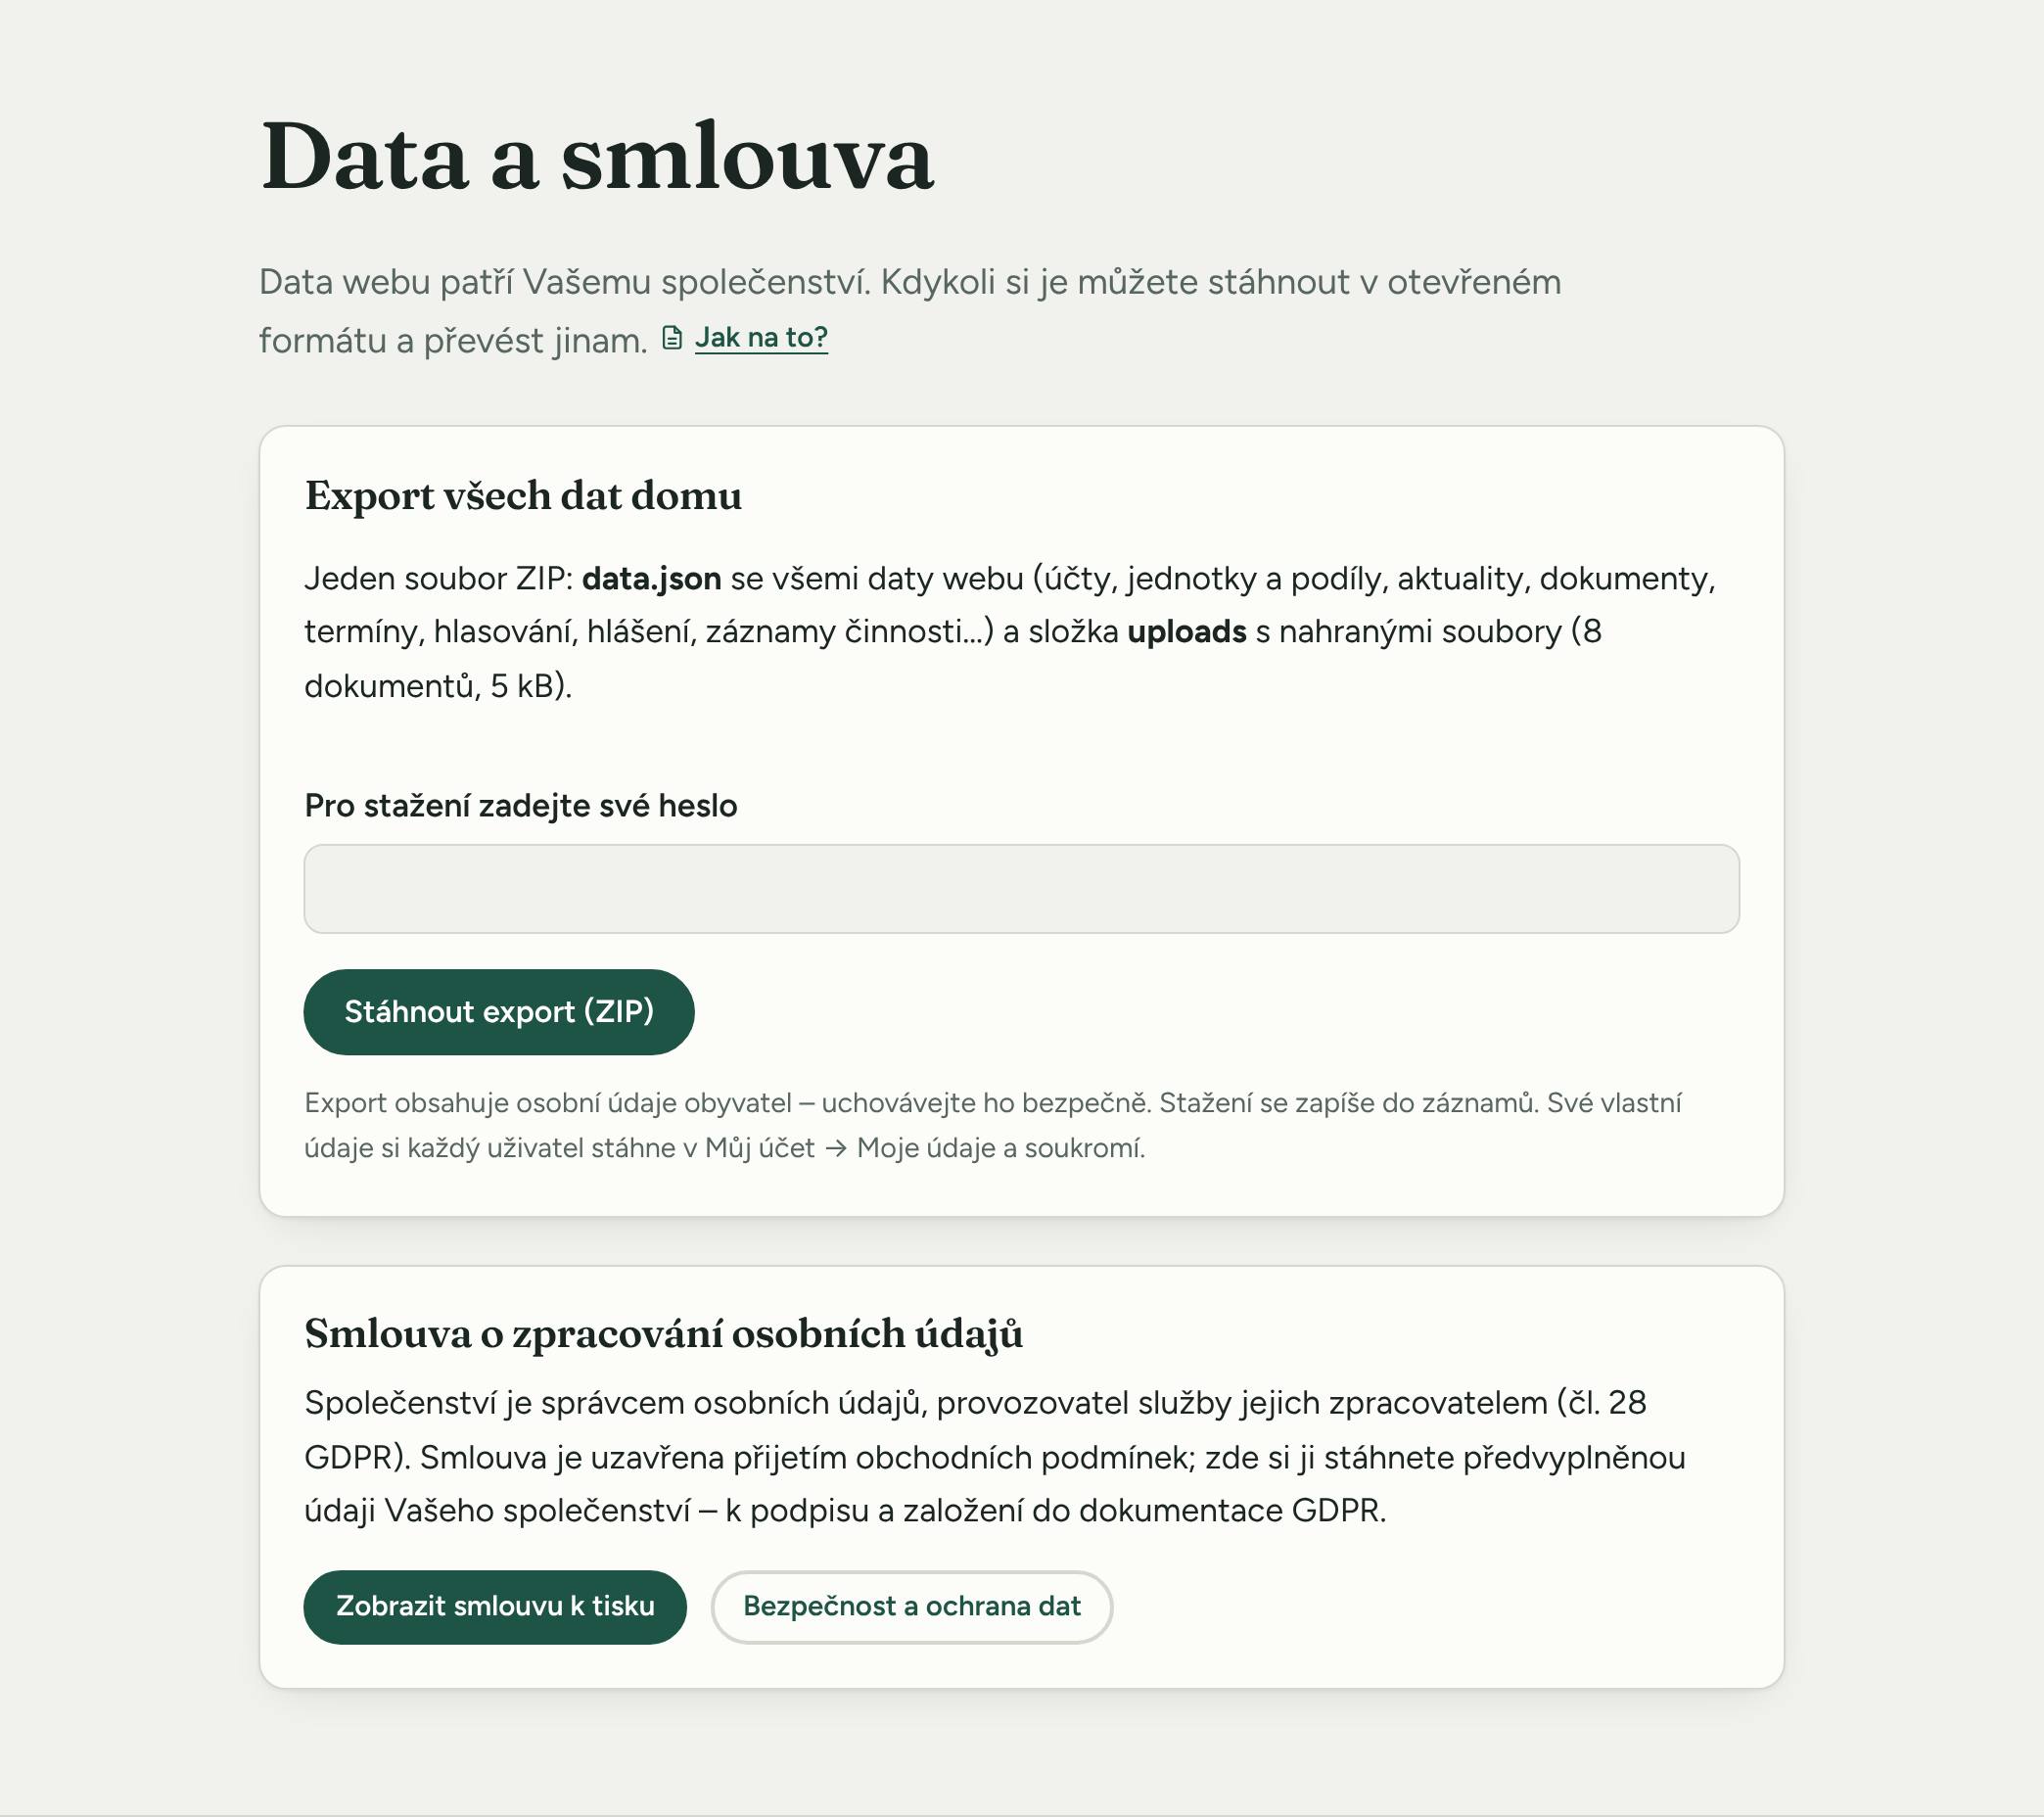 Data a smlouva
Data webu patří Vašemu společenství. Kdykoli si je můžete stáhnout v otevřeném
formátu a převést jinam. Jak na to?
Export všech dat domu
Jeden soubor ZIP: data.json se všemi daty webu (účty, jednotky a podíly, aktuality, dokumenty,
termíny, hlasování, hlášení, záznamy činnosti…) a složka uploads s nahranými soubory (8
dokumentů, 5 kB).
Pro stažení zadejte své heslo
Stáhnout export (ZIP)
Export obsahuje osobní údaje obyvatel – uchovávejte ho bezpečně. Stažení se zapíše do záznamů. Své vlastní
údaje si každý uživatel stáhne v Můj účet → Moje údaje a soukromí.
Smlouva o zpracování osobních údajů
Společenství je správcem osobních údajů, provozovatel služby jejich zpracovatelem (čl. 28
GDPR). Smlouva je uzavřena přijetím obchodních podmínek; zde si ji stáhnete předvyplněnou
údaji Vašeho společenství – k podpisu a založení do dokumentace GDPR.
Zobrazit smlouvu k tisku
Bezpečnost a ochrana dat